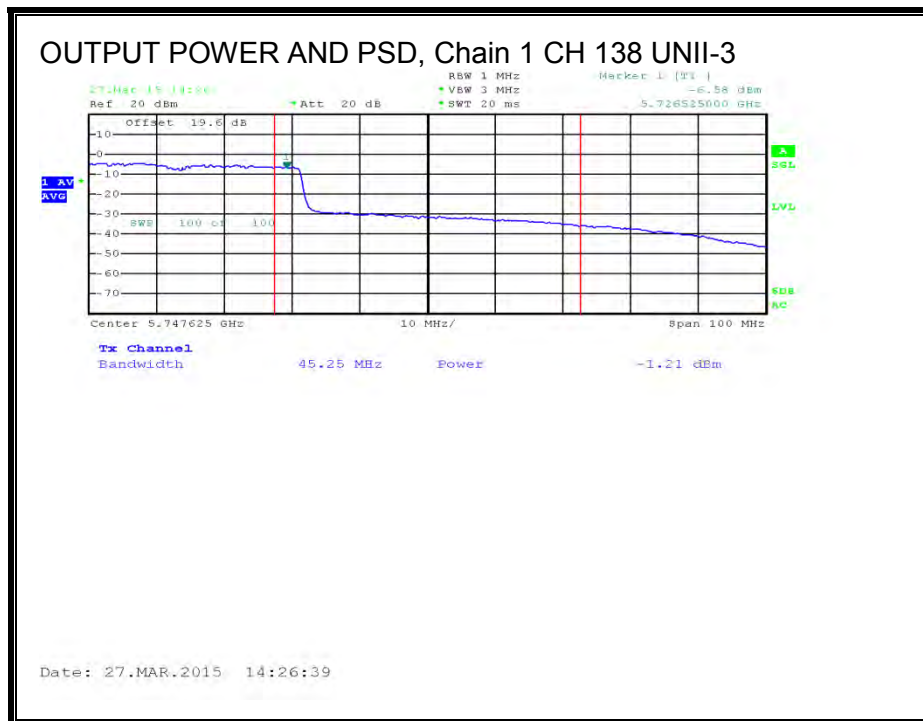 OUTPUT POWER AND PSD, Chain 1 CH 138 UNII-3
RBW 1 MHz
Marker 1 [T1 ]
VBW 3 MHz
-6.58 dBm
Ref 20 dBm
Att 20 dB
SWT 20 ms
5.726525000 GHz
Offset 19.6 dB
10
0
A
SGL
1
-10
1 AV
AVG
-20
LVL
-30
SWP 100 of 100
-40
-50
-60
-70
AC
Center 5.747625 GHz
10 MHz/
Span 100 MHz
Tx Channel
Bandwidth
45.25 MHz
Power
-1.21 dBm
Date: 27.MAR.2015 14:26:39